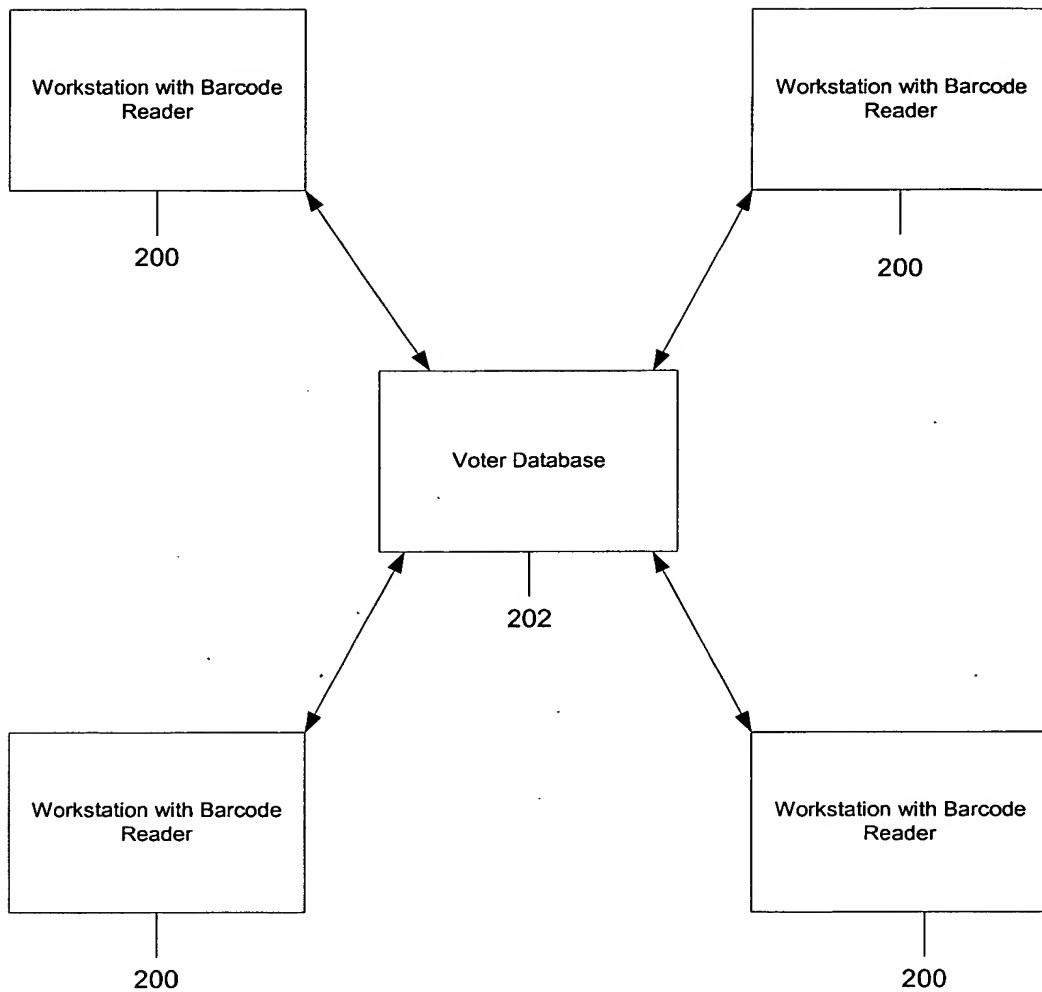 Workstation with Barcode
Reader
200
Workstation with Barcode
Reader
200
Voter Database
202
Workstation with Barcode
Reader
200
Workstation with Barcode
Reader
200